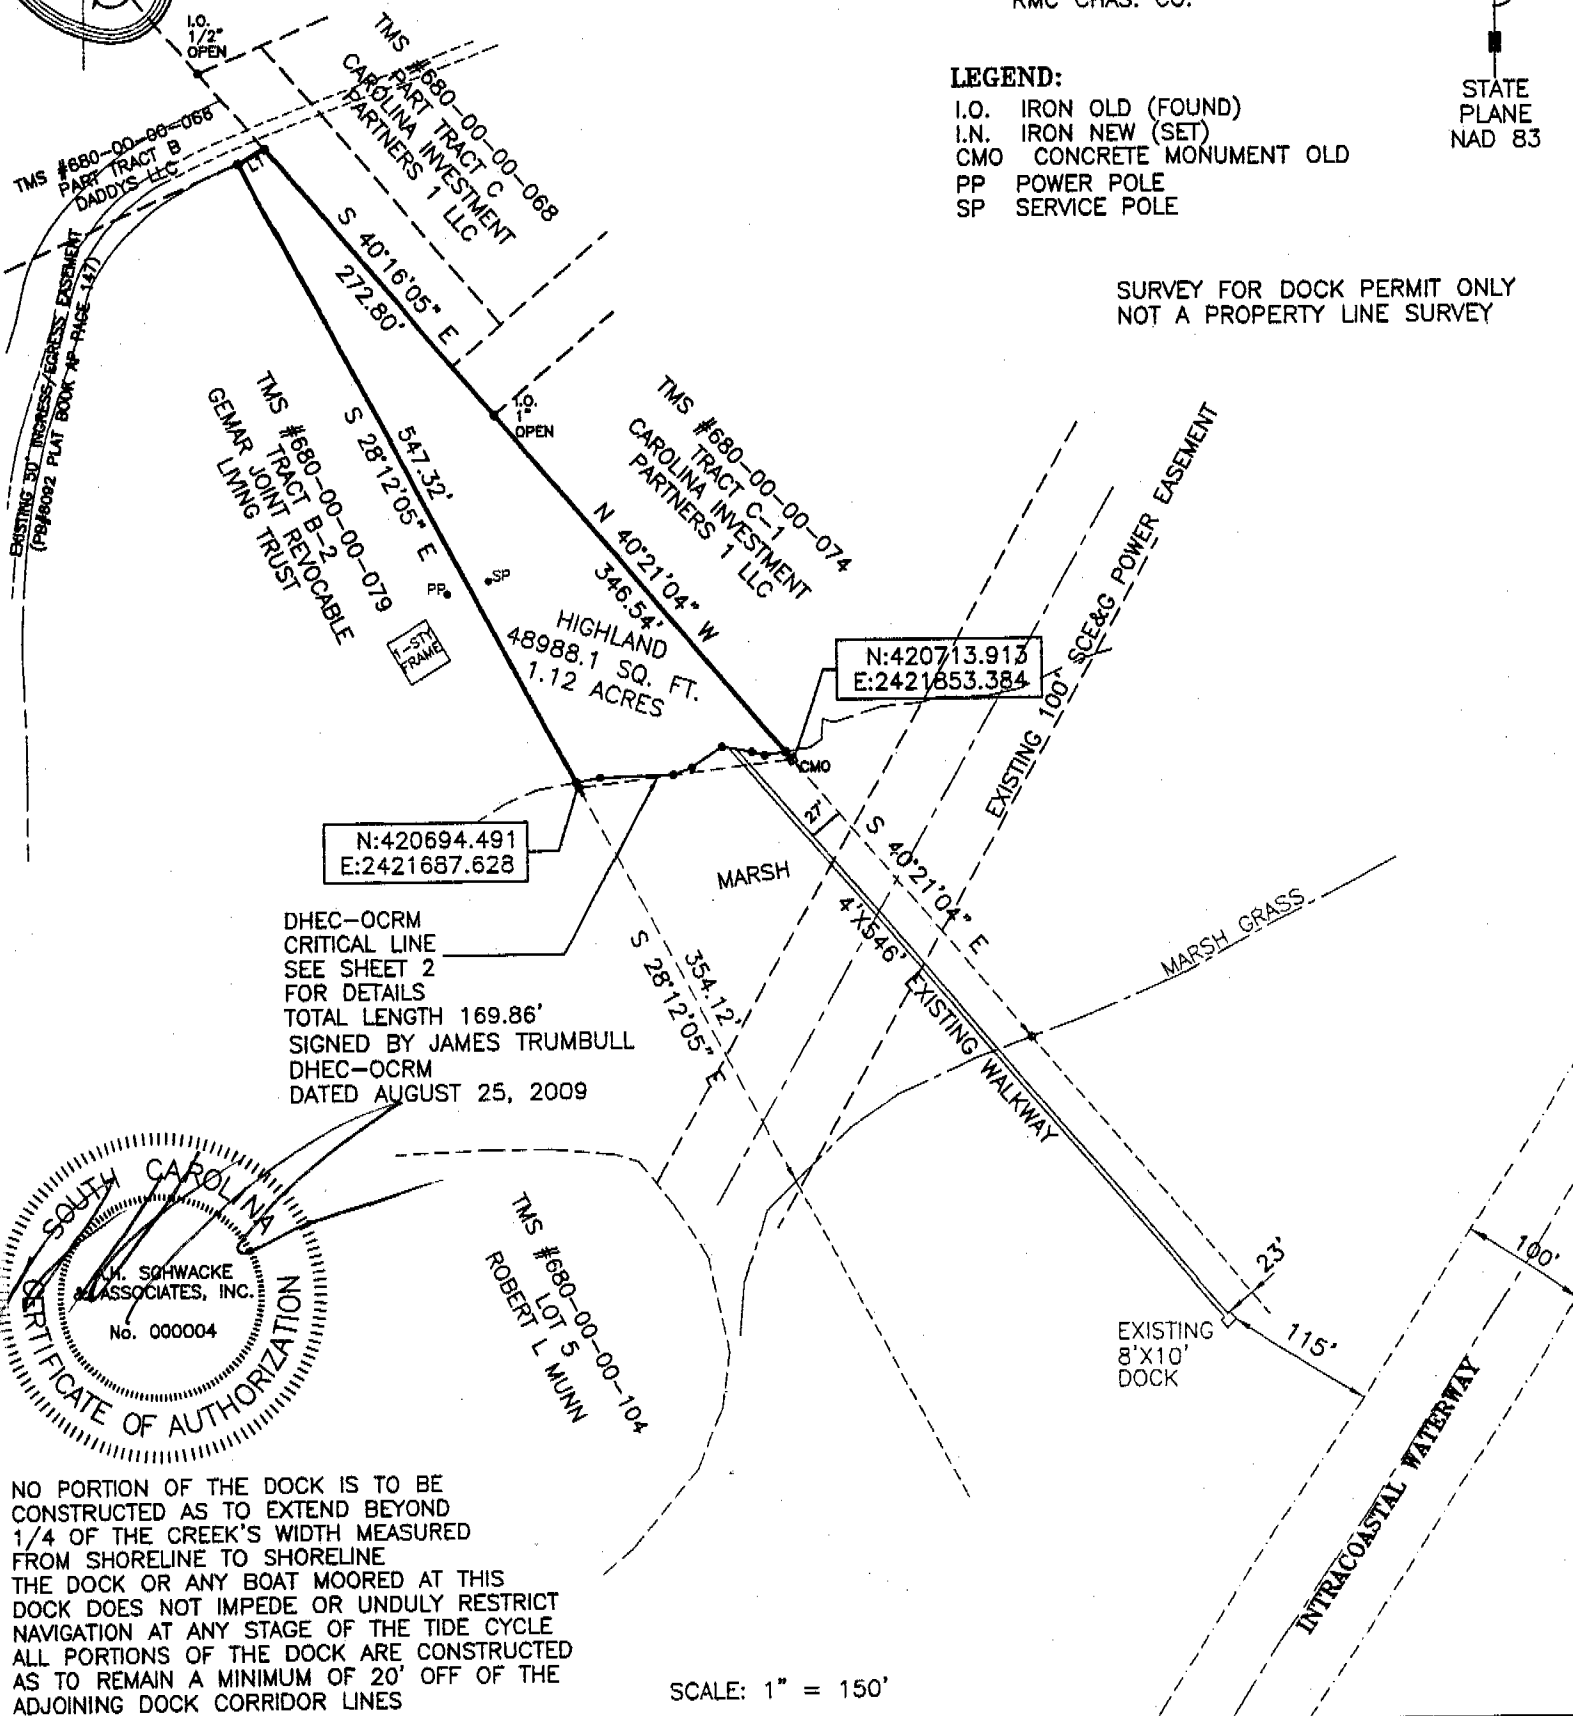 RMC CHAS. CO.
I.O.
1/2"
OPEN
LEGEND:
I.O. IRON OLD (FOUND)
I.N. IRON NEW (SET)
CMO CONCRETE MONUMENT OLD
PP POWER POLE
SP SERVICE POLE
STATE
PLANE
NAD 83
SURVEY FOR DOCK PERMIT ONLY
NOT A PROPERTY LINE SURVEY
TMS #680-00-00-068
PART TRACT C
CAROLINA INVESTMENT
PARTNERS 1 LLC
TMS #680-00-00-066
PART TRACT B
DADDYS LLC
L1
S 40°16'05" E
272.80'
EXISTING 50' INGRESS/EGRESS EASEMENT
(PB#8092 PLAT BOOK AP PAGE 147)
TMS #680-00-00-079
TRACT B-2
GEMAR JOINT REVOCABLE
LIVING TRUST
547.32'
S 28°12'05" E
I.O.
1"
OPEN
TMS #680-00-00-074
TRACT C-1
CAROLINA INVESTMENT
PARTNERS 1 LLC
N 40°21'04" W
346.54'
PP
SP
1-STY
FRAME
HIGHLAND
48988.1 SQ. FT.
1.12 ACRES
N:420713.913
E:2421853.384
EXISTING 100' SCE&G POWER EASEMENT
CMO
27'
N:420694.491
E:2421687.628
MARSH
S 40°21'04" E
4'X546' EXISTING WALKWAY
MARSH GRASS
DHEC-OCRM
CRITICAL LINE
SEE SHEET 2
FOR DETAILS
TOTAL LENGTH 169.86'
SIGNED BY JAMES TRUMBULL
DHEC-OCRM
DATED AUGUST 25, 2009
354.12'
S 28°12'05" E
SOUTH CAROLINA
A.H. SCHWACKE
& ASSOCIATES, INC.
No. 000004
CERTIFICATE OF AUTHORIZATION
TMS #680-00-00-104
LOT 5
ROBERT L MUNN
23'
100'
115'
EXISTING
8'X10'
DOCK
INTRACOASTAL WATERWAY
NO PORTION OF THE DOCK IS TO BE
CONSTRUCTED AS TO EXTEND BEYOND
1/4 OF THE CREEK'S WIDTH MEASURED
FROM SHORELINE TO SHORELINE
THE DOCK OR ANY BOAT MOORED AT THIS
DOCK DOES NOT IMPEDE OR UNDULY RESTRICT
NAVIGATION AT ANY STAGE OF THE TIDE CYCLE
ALL PORTIONS OF THE DOCK ARE CONSTRUCTED
AS TO REMAIN A MINIMUM OF 20' OFF OF THE
ADJOINING DOCK CORRIDOR LINES
SCALE: 1" = 150'